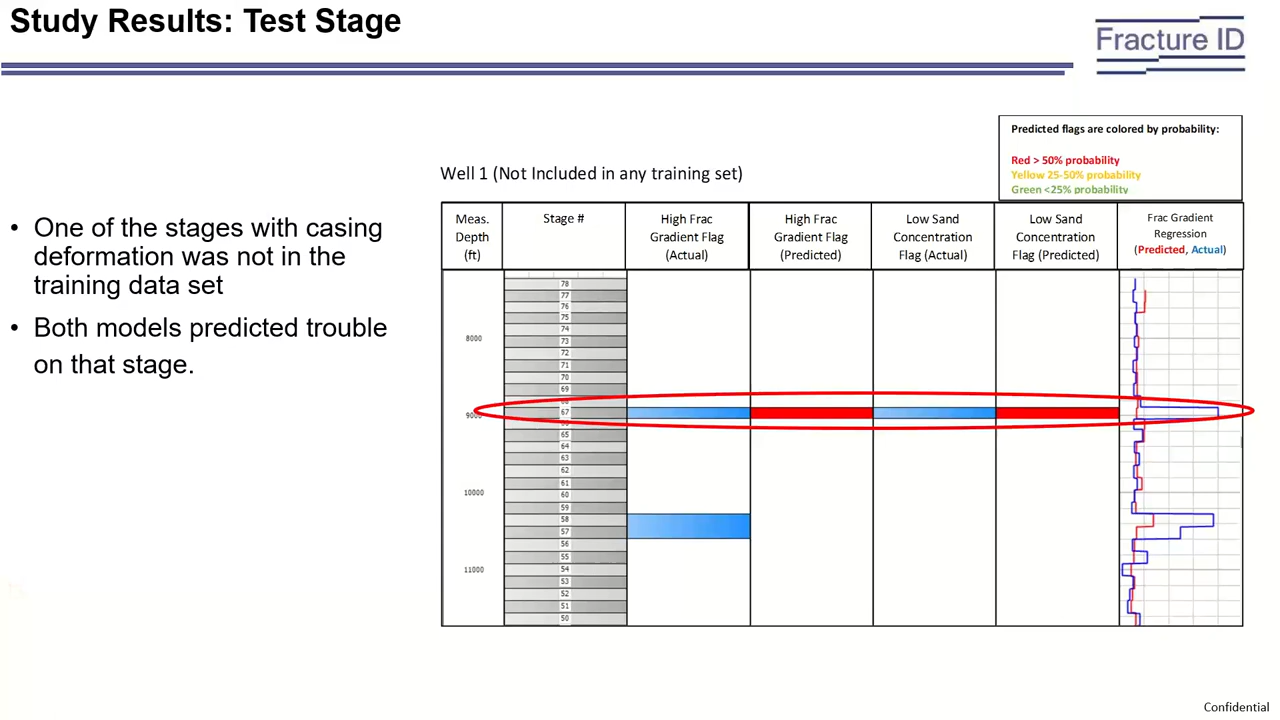 Study Results: Test Stage
Fracture ID
Predicted flags are colored by probability:
Red > 50% probability
Yellow 25-50% probability
Green <25% probability
Well 1 (Not Included in any training set)
• One of the stages with casing
deformation was not in the
training data set
• Both models predicted trouble
on that stage.
Meas.
Depth
(ft)
Stage #
High Frac
Gradient Flag
(Actual)
High Frac
Gradient Flag
(Predicted)
Low Sand
Concentration
Flag (Actual)
Low Sand
Concentration
Flag (Predicted)
Frac Gradient
Regression
(Predicted, Actual)
78
77
76
75
74
8000
73
72
71
70
69
67
65
64
63
62
61
10000
60
59
58
57
56
55
11000
54
53
52
51
50
Confidential